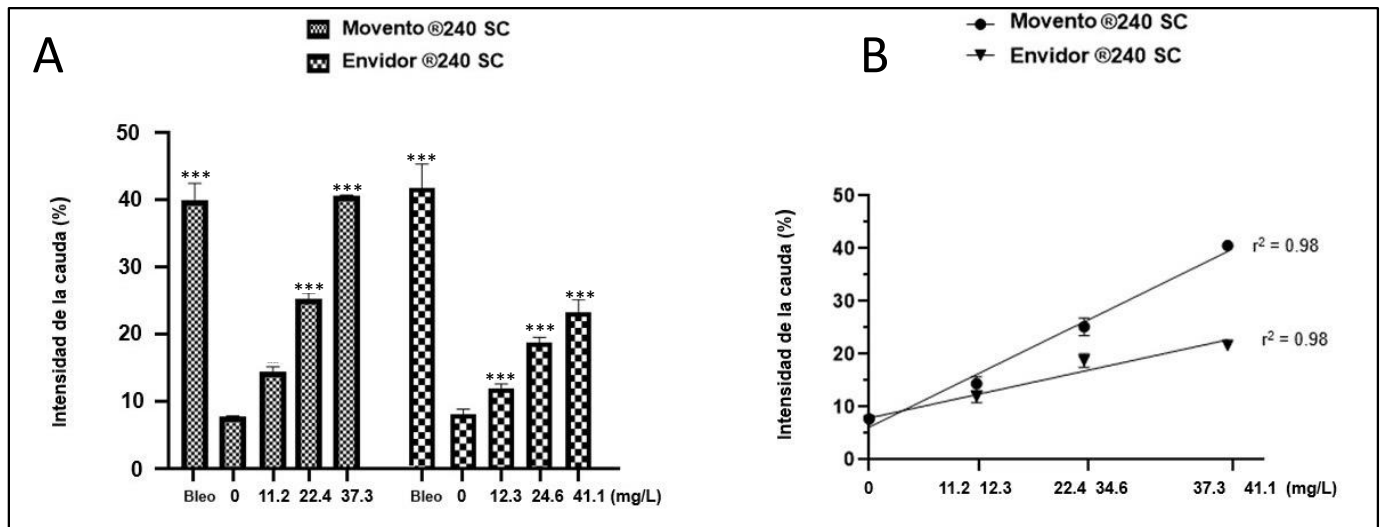 A
Movento ®240 SC
Envidor ®240 SC
Intensidad de la cauda (%)
50
40
30
20
10
0
***
***
***
***
***
***
***
Bleo 0 11.2 22.4 37.3 Bleo 0 12.3 24.6 41.1 (mg/L)
B
Movento ®240 SC
Envidor ®240 SC
Intensidad de la cauda (%)
50
40
30
20
10
0
r² = 0.98
r² = 0.98
0 11.2 12.3 22.4 34.6 37.3 41.1 (mg/L)